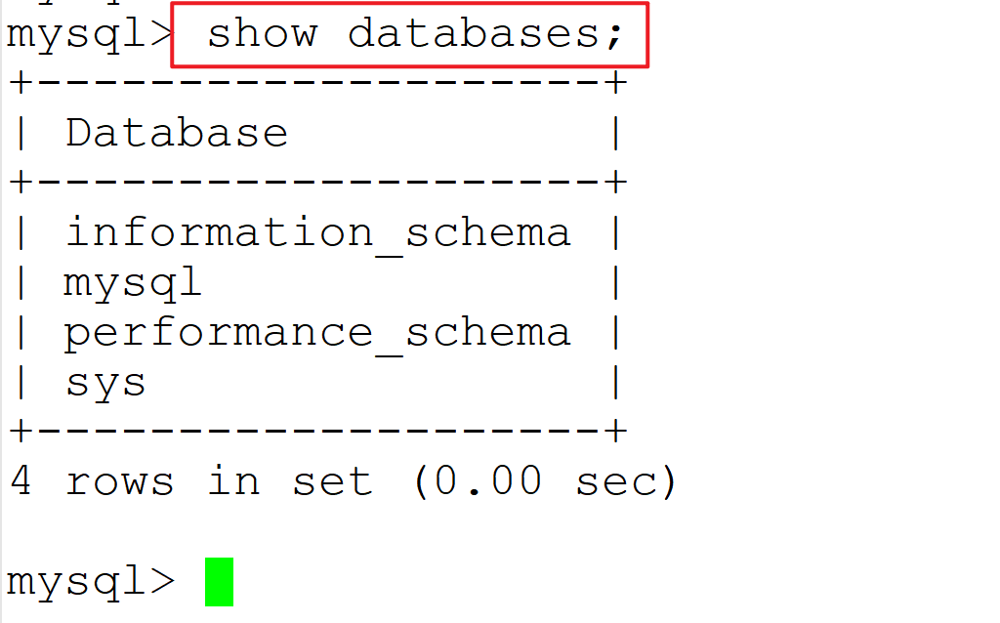 mysql> show databases;
+--------------------+
| Database           |
+--------------------+
| information_schema |
| mysql              |
| performance_schema |
| sys                |
+--------------------+
4 rows in set (0.00 sec)
mysql>